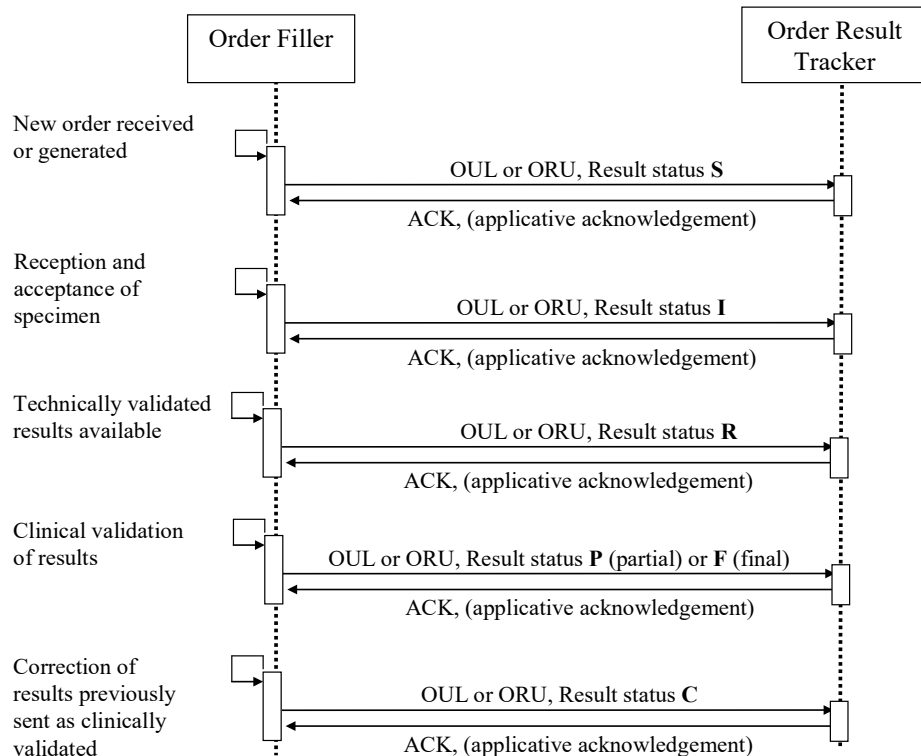 Order Filler
Order Result
Tracker
New order received
or generated
OUL or ORU, Result status S
ACK, (applicative acknowledgement)
Reception and
acceptance of
specimen
OUL or ORU, Result status I
ACK, (applicative acknowledgement)
Technically validated
results available
OUL or ORU, Result status R
ACK, (applicative acknowledgement)
Clinical validation
of results
OUL or ORU, Result status P (partial) or F (final)
ACK, (applicative acknowledgement)
Correction of
results previously
sent as clinically
validated
OUL or ORU, Result status C
ACK, (applicative acknowledgement)